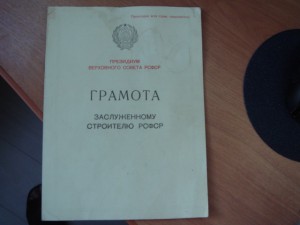 ПРЕЗИДИУМ
ВЕРХОВНОГО СОВЕТА РСФСР
ГРАМОТА
ЗАСЛУЖЕННОМУ
СТРОИТЕЛЮ РСФСР